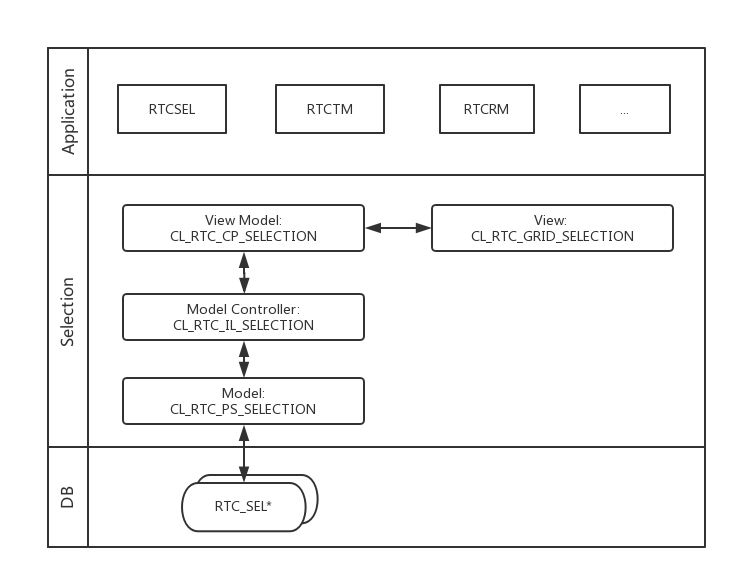 Application
RTCSEL
RTCTM
RTCRM
...
Selection
View Model:
CL_RTC_CP_SELECTION
View:
CL_RTC_GRID_SELECTION
Model Controller:
CL_RTC_IL_SELECTION
Model:
CL_RTC_PS_SELECTION
DB
RTC_SEL*